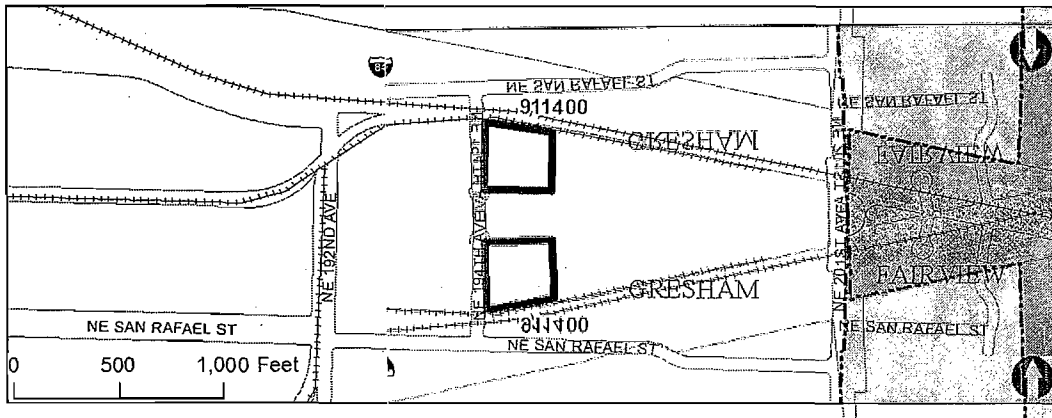 84
NE SAN RAFAEL ST
NE SAN RAFAEL ST
911400
GRESHAM
FAIRVIEW
NE 192ND AVE
NE 194TH AVE
NE 201ST AVE
GRESHAM
FAIRVIEW
911400
NE SAN RAFAEL ST
NE SAN RAFAEL ST
NE SAN RAFAEL ST
0 500 1,000 Feet